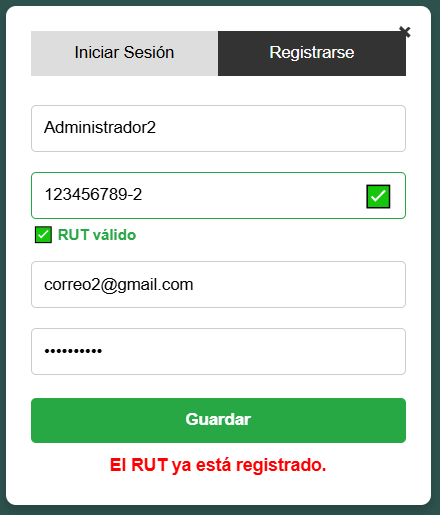 Iniciar Sesión
Registrarse
Administrador2
123456789-2
RUT válido
correo2@gmail.com
••••••••••
Guardar
El RUT ya está registrado.